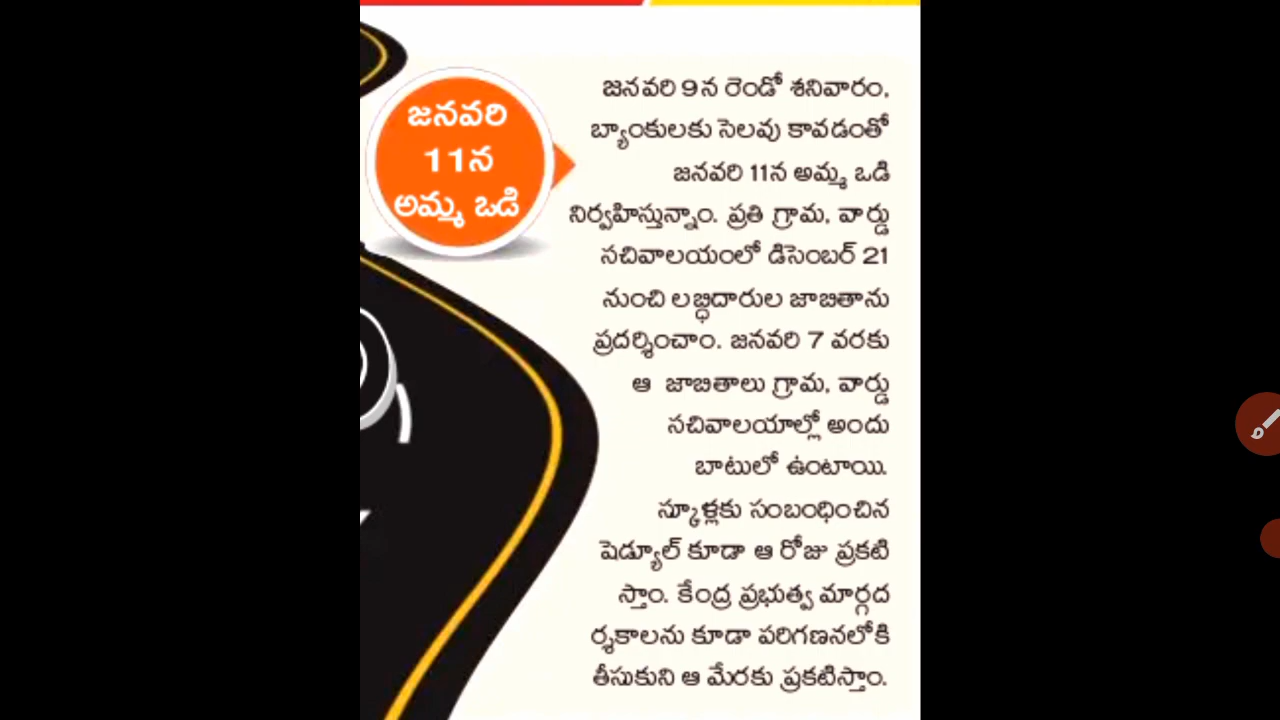 జనవరి
11న
అమ్మ ఒడి
జనవరి 9న రెండో శనివారం,
బ్యాంకులకు సెలవు కావడంతో
జనవరి 11న అమ్మ ఒడి
నిర్వహిస్తున్నాం. ప్రతి గ్రామ, వార్డు
సచివాలయంలో డిసెంబర్ 21
నుంచి లబ్ధిదారుల జాబితాను
ప్రదర్శించాం. జనవరి 7 వరకు
ఆ జాబితాలు గ్రామ, వార్డు
సచివాలయాల్లో అందు
బాటులో ఉంటాయి.
స్కూళ్లకు సంబంధించిన
షెడ్యూల్ కూడా ఆ రోజు ప్రకటి
స్తాం. కేంద్ర ప్రభుత్వ మార్గద
ర్శకాలను కూడా పరిగణనలోకి
తీసుకుని ఆ మేరకు ప్రకటిస్తాం.